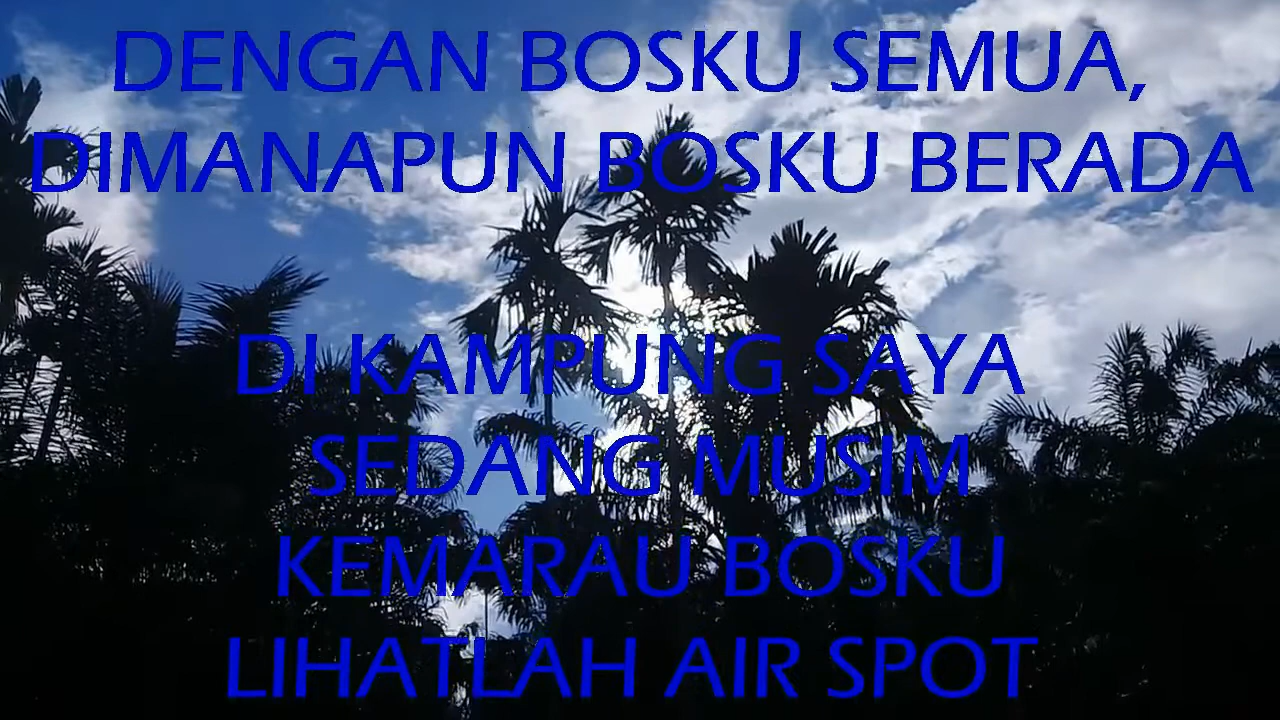 DENGAN BOSKU SEMUA,
DIMANAPUN BOSKU BERADA
DI KAMPUNG SAYA
SEDANG MUSIM
KEMARAU BOSKU
LIHATLAH AIR SPOT